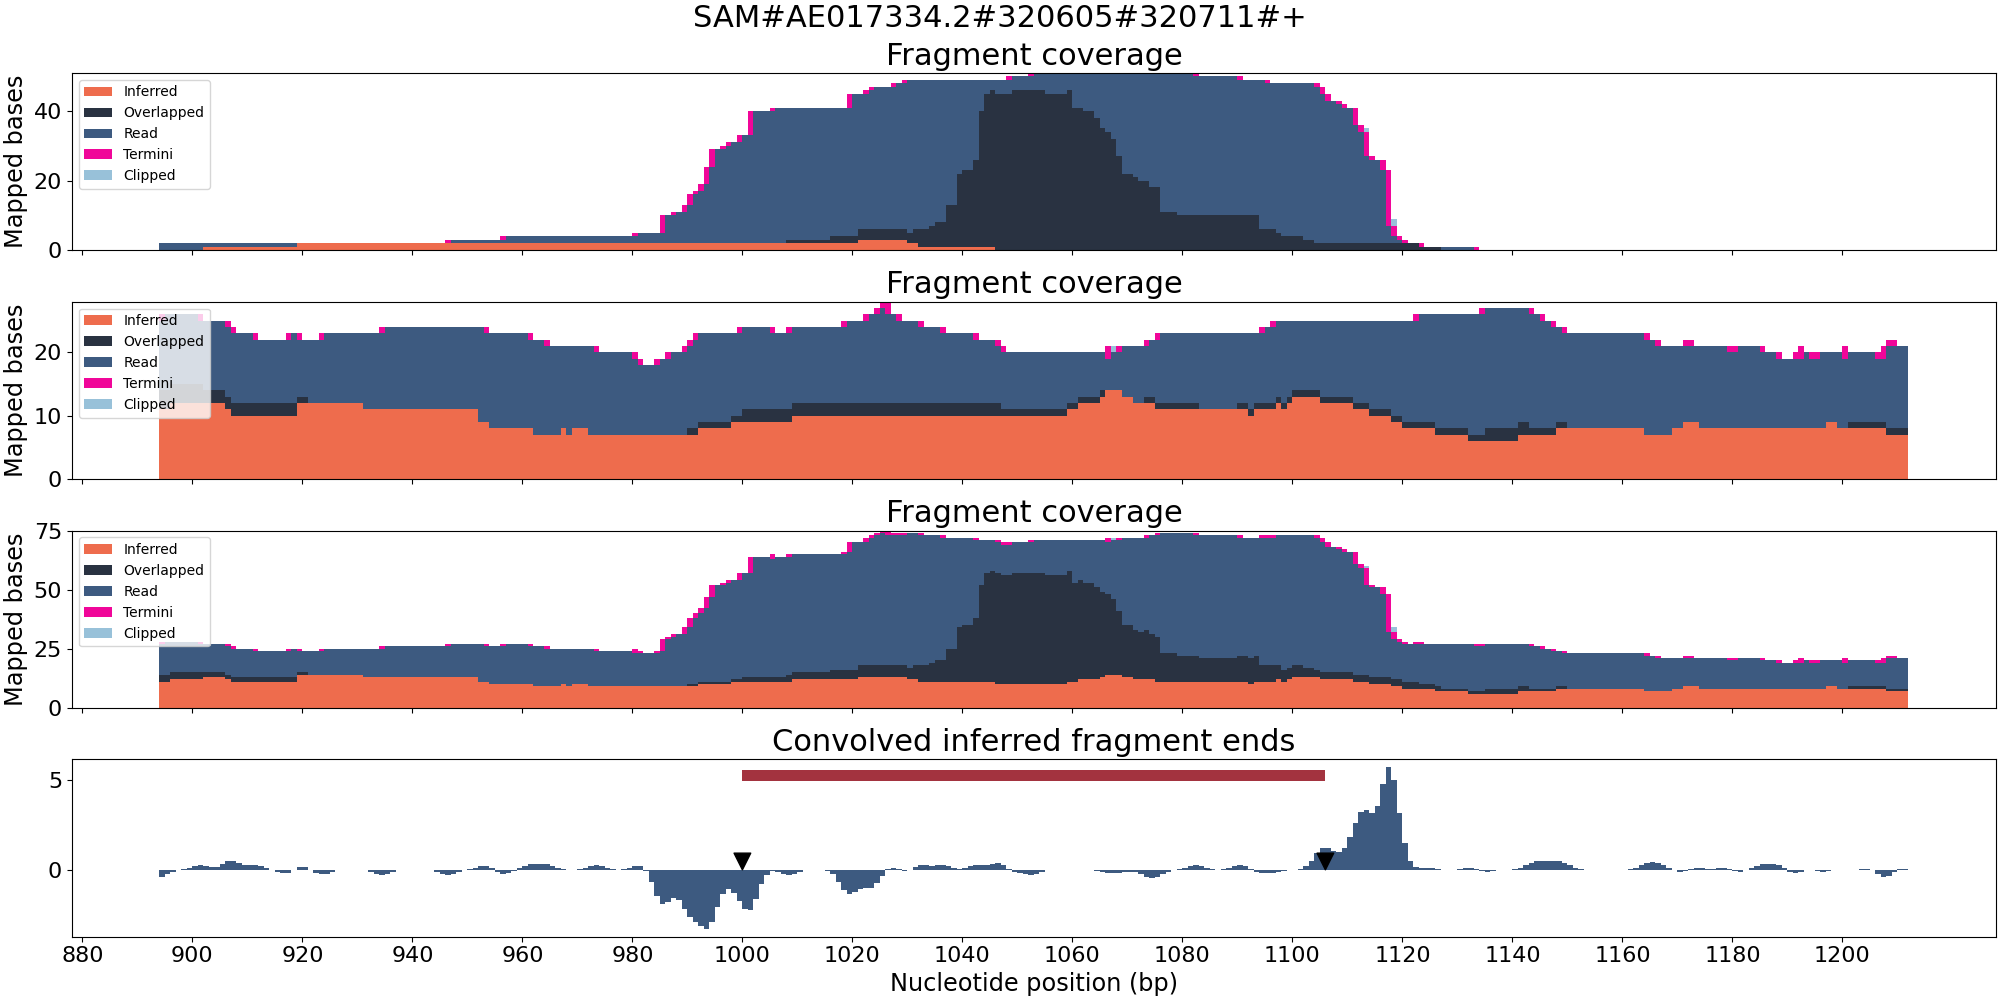 SAM#AE017334.2#320605#320711#+
Fragment coverage
Mapped bases
40
20
0
Inferred
Overlapped
Read
Termini
Clipped
Fragment coverage
Mapped bases
20
10
0
Inferred
Overlapped
Read
Termini
Clipped
Fragment coverage
Mapped bases
75
50
25
0
Inferred
Overlapped
Read
Termini
Clipped
Convolved inferred fragment ends
5
0
880 900 920 940 960 980 1000 1020 1040 1060 1080 1100 1120 1140 1160 1180 1200
Nucleotide position (bp)